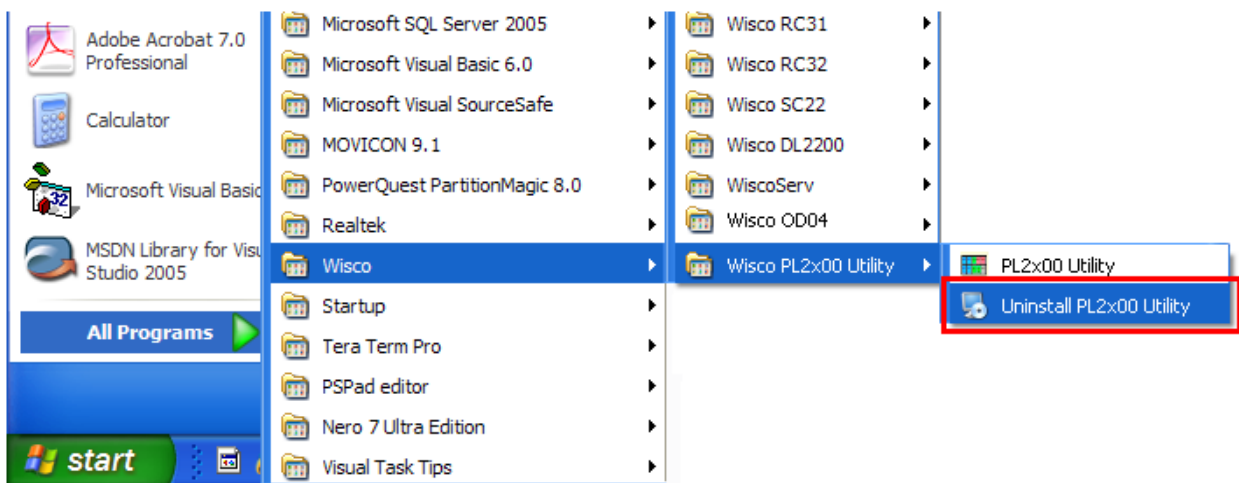 Adobe Acrobat 7.0
Professional
Calculator
Microsoft Visual Basic
MSDN Library for Visu
Studio 2005
All Programs
start
Microsoft SQL Server 2005
Microsoft Visual Basic 6.0
Microsoft Visual SourceSafe
MOVICON 9.1
PowerQuest PartitionMagic 8.0
Realtek
Wisco
Startup
Tera Term Pro
PSPad editor
Nero 7 Ultra Edition
Visual Task Tips
Wisco RC31
Wisco RC32
Wisco SC22
Wisco DL2200
WiscoServ
Wisco OD04
Wisco PL2x00 Utility
PL2x00 Utility
Uninstall PL2x00 Utility